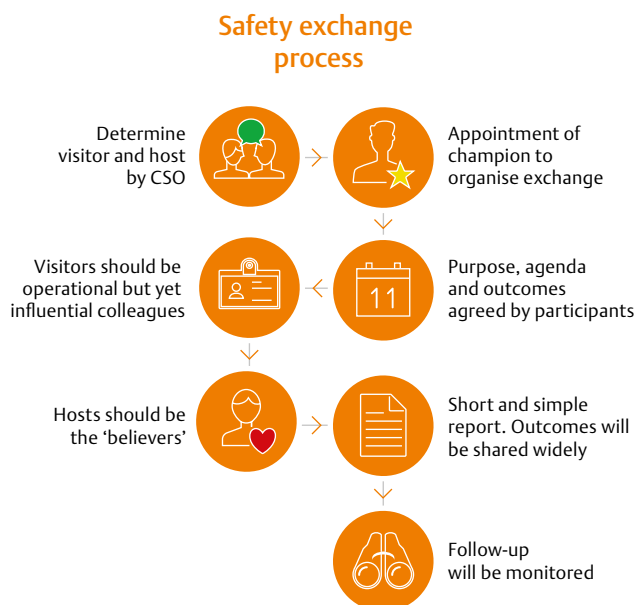 Safety exchange
process
Determine
visitor and host
by CSO
Appointment of
champion to
organise exchange
Purpose, agenda
and outcomes
agreed by participants
11
Visitors should be
operational but yet
influential colleagues
Hosts should be
the ‘believers’
Short and simple
report. Outcomes will
be shared widely
Follow-up
will be monitored